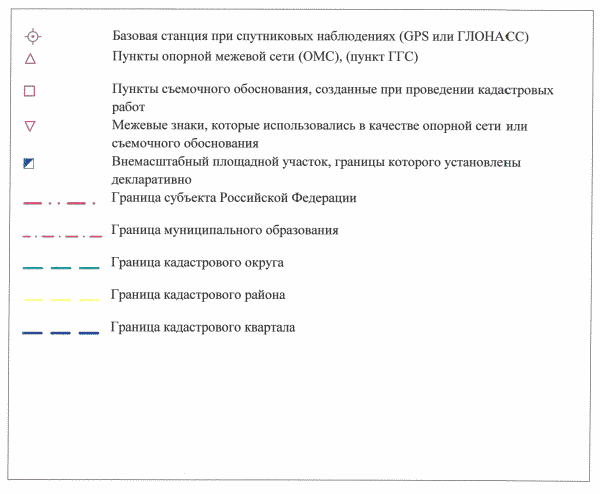 Базовая станция при спутниковых наблюдениях (GPS или ГЛОНАСС)
Пункты опорной межевой сети (ОМС), (пункт ГГС)
Пункты съемочного обоснования, созданные при проведении кадастровых
работ
Межевые знаки, которые использовались в качестве опорной сети или
съемочного обоснования
Внемасштабный площадной участок, границы которого установлены
декларативно
Граница субъекта Российской Федерации
Граница муниципального образования
Граница кадастрового округа
Граница кадастрового района
Граница кадастрового квартала